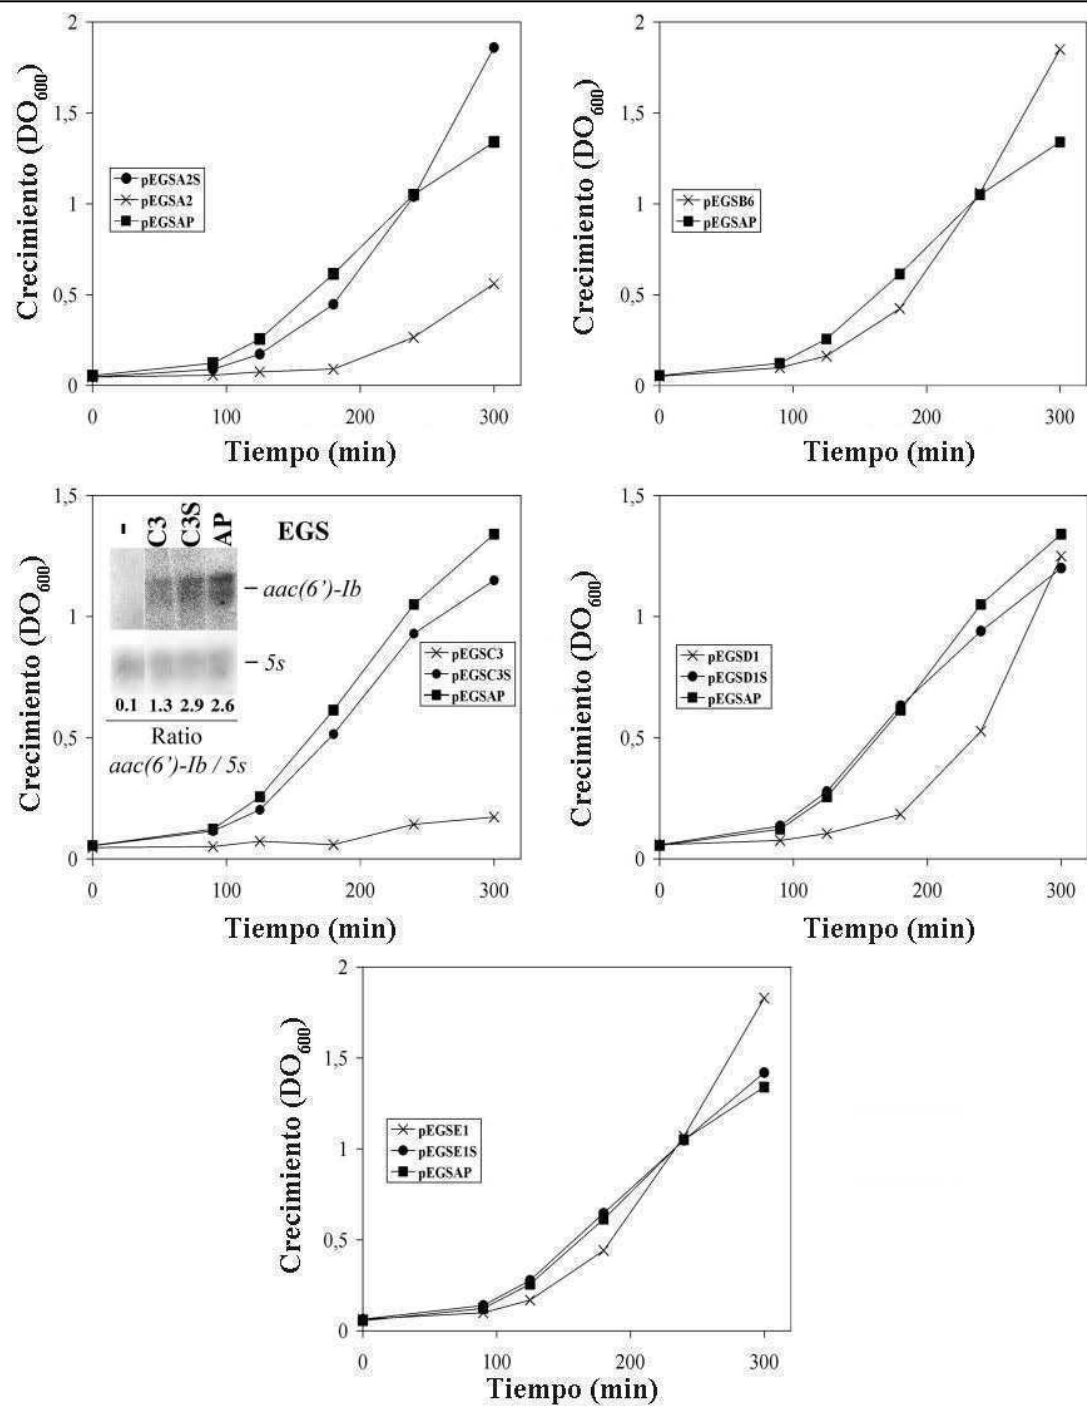 2
1,5
1
0,5
0
Crecimiento (DO600)
pEGSA2S
pEGSA2
pEGSAP
0 100 200 300
Tiempo (min)
2
1,5
1
0,5
0
Crecimiento (DO600)
pEGSB6
pEGSAP
0 100 200 300
Tiempo (min)
1,5
1
0,5
0
Crecimiento (DO600)
- C3 C3S AP EGS
aac(6')-Ib
5s
0.1 1.3 2.9 2.6
Ratio
aac(6')-Ib / 5s
pEGSC3
pEGSC3S
pEGSAP
0 100 200 300
Tiempo (min)
1,5
1
0,5
0
Crecimiento (DO600)
pEGSD1
pEGSD1S
pEGSAP
0 100 200 300
Tiempo (min)
2
1,5
1
0,5
0
Crecimiento (DO600)
pEGSE1
pEGSE1S
pEGSAP
0 100 200 300
Tiempo (min)